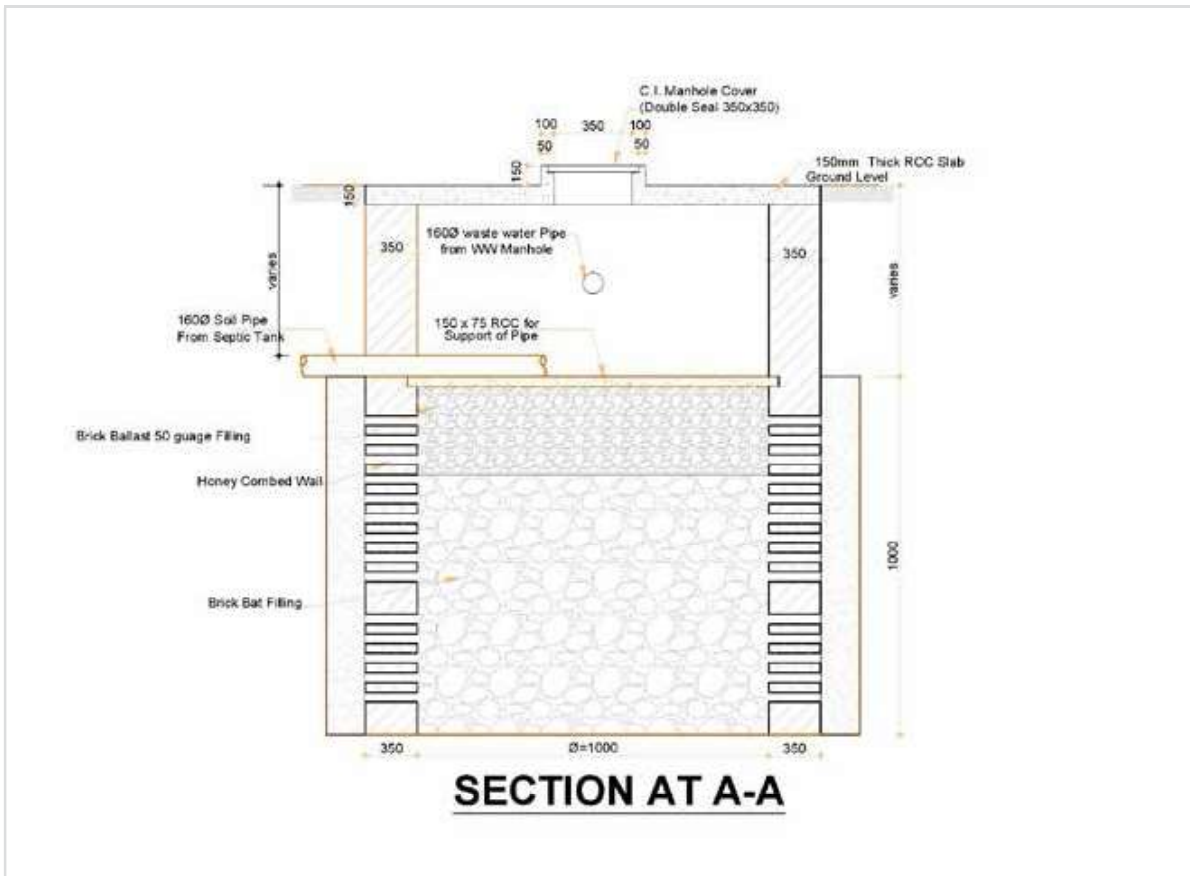 C.I. Manhole Cover
(Double Seal 350x350)
100 350 100
50 50
150
150mm Thick RCC Slab
Ground Level
150
350
160Ø waste water Pipe
from WW Manhole
350
varies
varies
160Ø Soil Pipe
From Septic Tank
150 x 75 RCC for
Support of Pipe
Brick Ballast 50 guage Filling
Honey Combed Wall
1000
Brick Bat Filling
350 Ø=1000 350
SECTION AT A-A